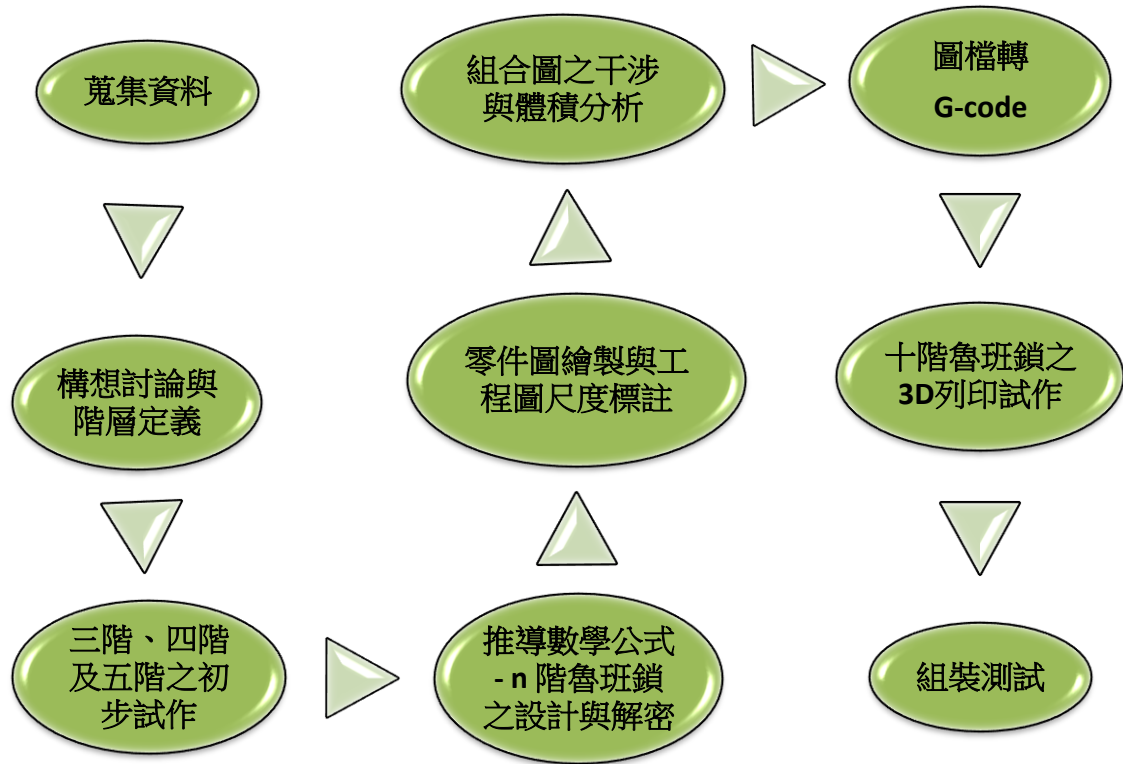 蒐集資料
構想討論與
階層定義
三階、四階
及五階之初
步試作
推導數學公式
- n 階魯班鎖
之設計與解密
零件圖繪製與工
程圖尺度標註
組合圖之干涉
與體積分析
圖檔轉
G-code
十階魯班鎖之
3D列印試作
組裝測試